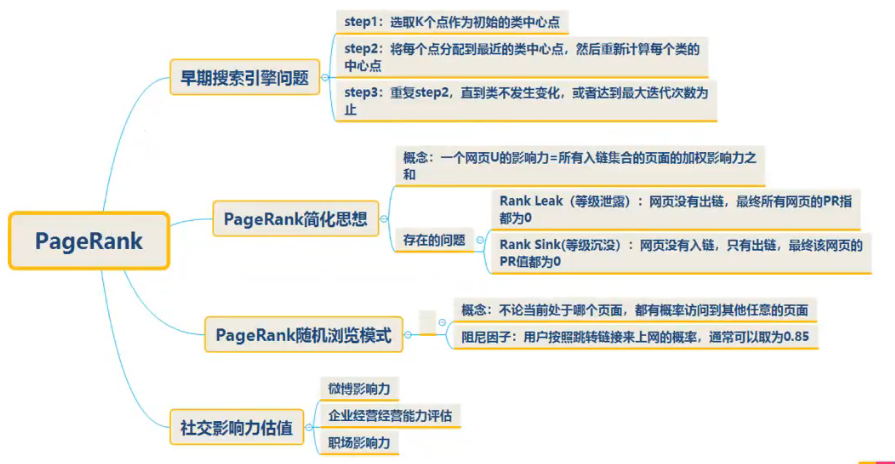 PageRank
早期搜索引擎问题
step1：选取K个点作为初始的类中心点
step2：将每个点分配到最近的类中心点，然后重新计算每个类的
中心点
step3：重复step2，直到类不发生变化，或者达到最大迭代次数为
止
PageRank简化思想
概念：一个网页U的影响力=所有入链集合的页面的加权影响力之
和
存在的问题
Rank Leak（等级泄露）：网页没有出链，最终所有网页的PR指
都为0
Rank Sink(等级沉没）：网页没有入链，只有出链，最终该网页的
PR值都为0
PageRank随机浏览模式
概念：不论当前处于哪个页面，都有概率访问到其他任意的页面
阻尼因子：用户按照跳转链接来上网的概率，通常可以取为0.85
社交影响力估值
微博影响力
企业经营经营能力评估
职场影响力